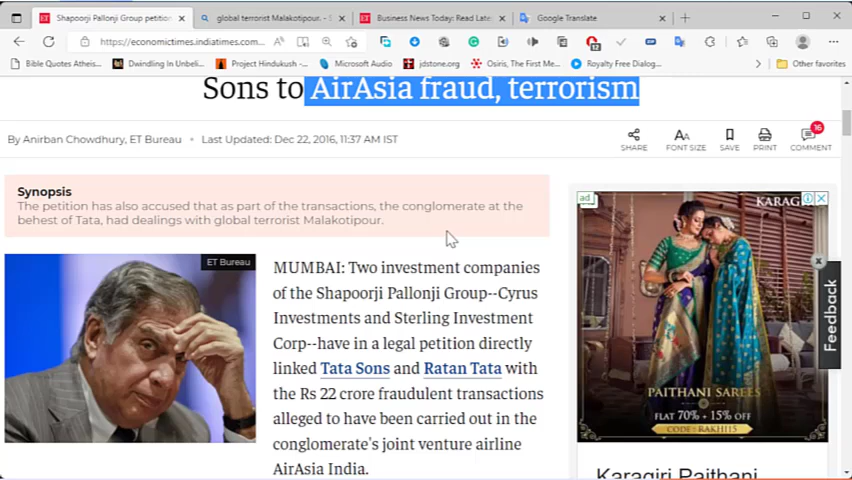 Shapoorji Pallonji Group petition
global terrorist Malakotipour. - S
Business News Today: Read Late
Google Translate
https://economictimes.indiatimes.com...
12
Bible Quotes Atheis...
Dwindling In Unbeli...
Project Hindukush -...
Microsoft Audio
jdstone.org
Osiris, The First Me...
Royalty Free Dialog...
Other favorites
Sons to AirAsia fraud, terrorism
By Anirban Chowdhury, ET Bureau • Last Updated: Dec 22, 2016, 11:37 AM IST
16
SHARE
FONT SIZE
SAVE
PRINT
COMMENT
Synopsis
The petition has also accused that as part of the transactions, the conglomerate at the
behest of Tata, had dealings with global terrorist Malakotipour.
ET Bureau
MUMBAI: Two investment companies
of the Shapoorji Pallonji Group--Cyrus
Investments and Sterling Investment
Corp--have in a legal petition directly
linked Tata Sons and Ratan Tata with
the Rs 22 crore fraudulent transactions
alleged to have been carried out in the
conglomerate's joint venture airline
AirAsia India.
ad
KARAG
PAITHANI SAREES
FLAT 70% + 15% OFF
CODE: RAKHI15
Feedback
Karagiri Paithani